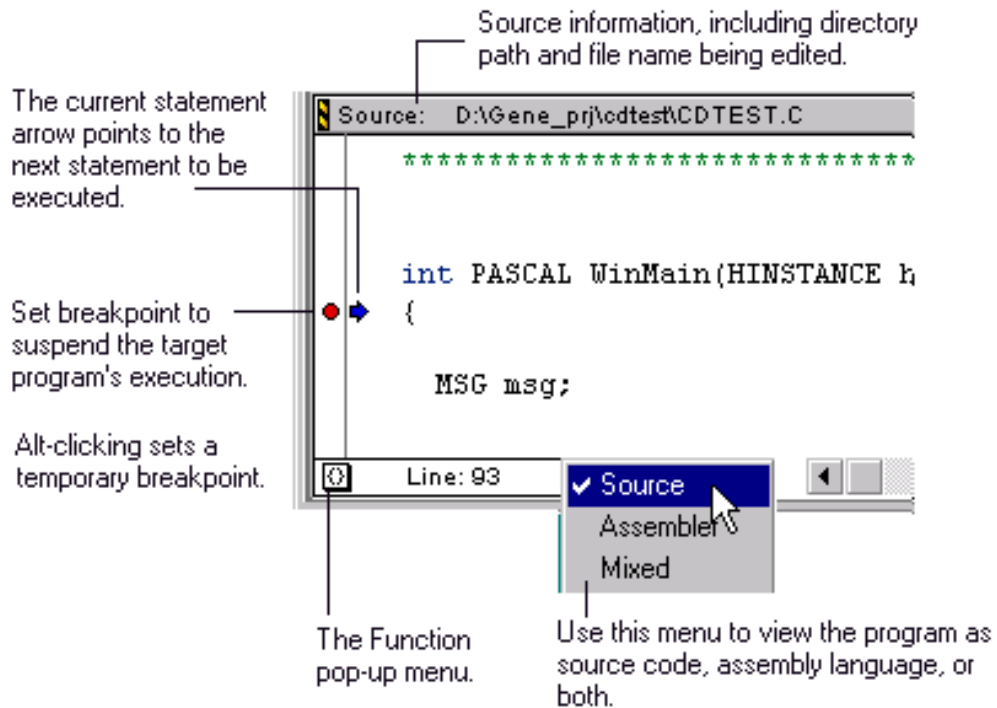 Source information, including directory
path and file name being edited.
The current statement
arrow points to the
next statement to be
executed.
Source: D:\Gene_prj\cdtest\CDTEST.C
*******************************
int PASCAL WinMain(HINSTANCE h
{
Set breakpoint to
suspend the target
program's execution.
MSG msg;
Alt-clicking sets a
temporary breakpoint.
{} Line: 93
Source
Assembler
Mixed
The Function
pop-up menu.
Use this menu to view the program as
source code, assembly language, or
both.